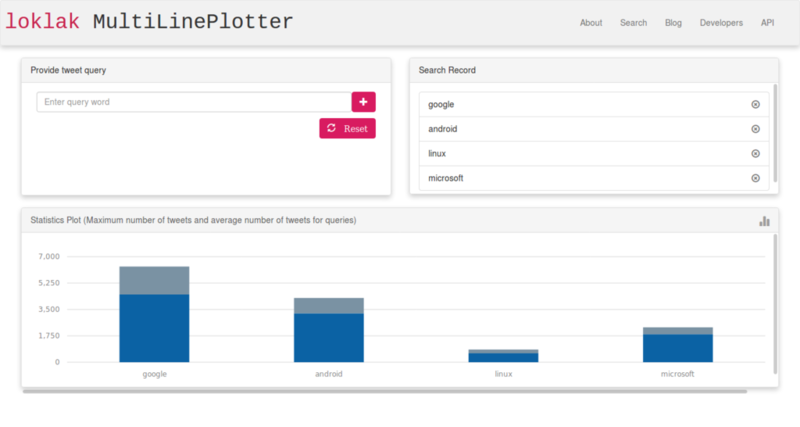 loklak MultiLinePlotter
About Search Blog Developers API
Provide tweet query
Enter query word
Reset
Search Record
google
android
linux
microsoft
Statistics Plot (Maximum number of tweets and average number of tweets for queries)
7,000
5,250
3,500
1,750
0
google android linux microsoft